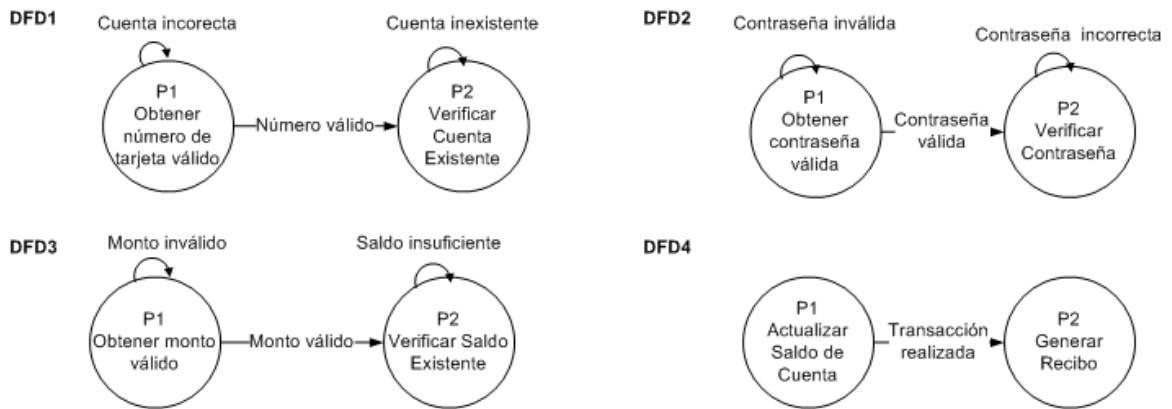 DFD1
Cuenta incorecta
Cuenta inexistente
P1
Obtener
número de
tarjeta válido
Número válido
P2
Verificar
Cuenta
Existente
DFD2
Contraseña inválida
Contraseña incorrecta
P1
Obtener
contraseña
válida
Contraseña
válida
P2
Verificar
Contraseña
DFD3
Monto inválido
Saldo insuficiente
P1
Obtener monto
válido
Monto válido
P2
Verificar Saldo
Existente
DFD4
P1
Actualizar
Saldo de
Cuenta
Transacción
realizada
P2
Generar
Recibo